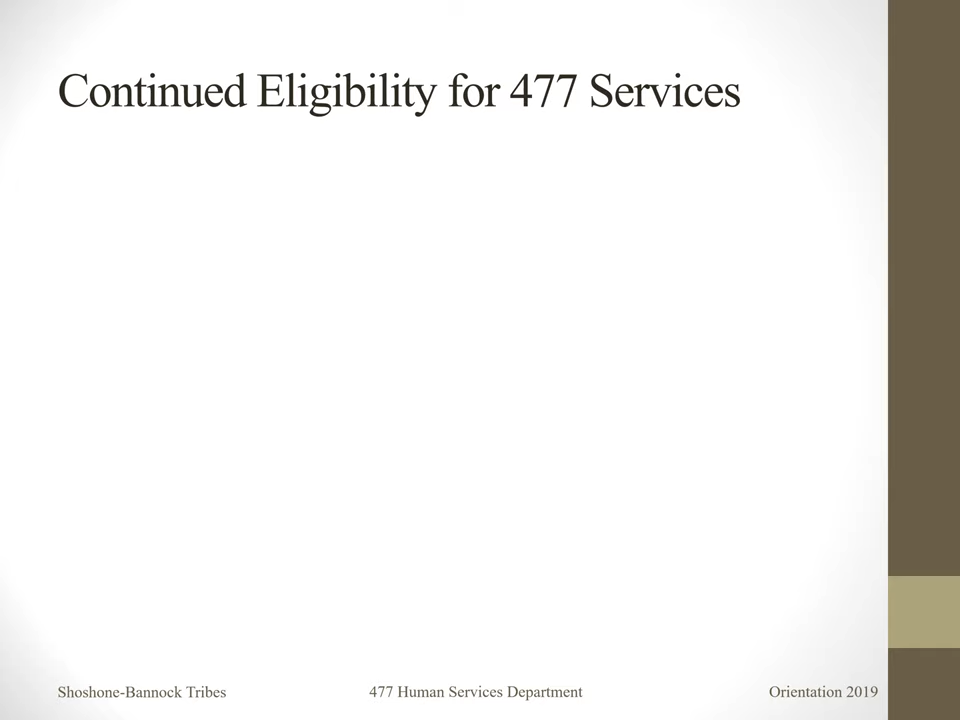 Continued Eligibility for 477 Services
Shoshone-Bannock Tribes
477 Human Services Department
Orientation 2019